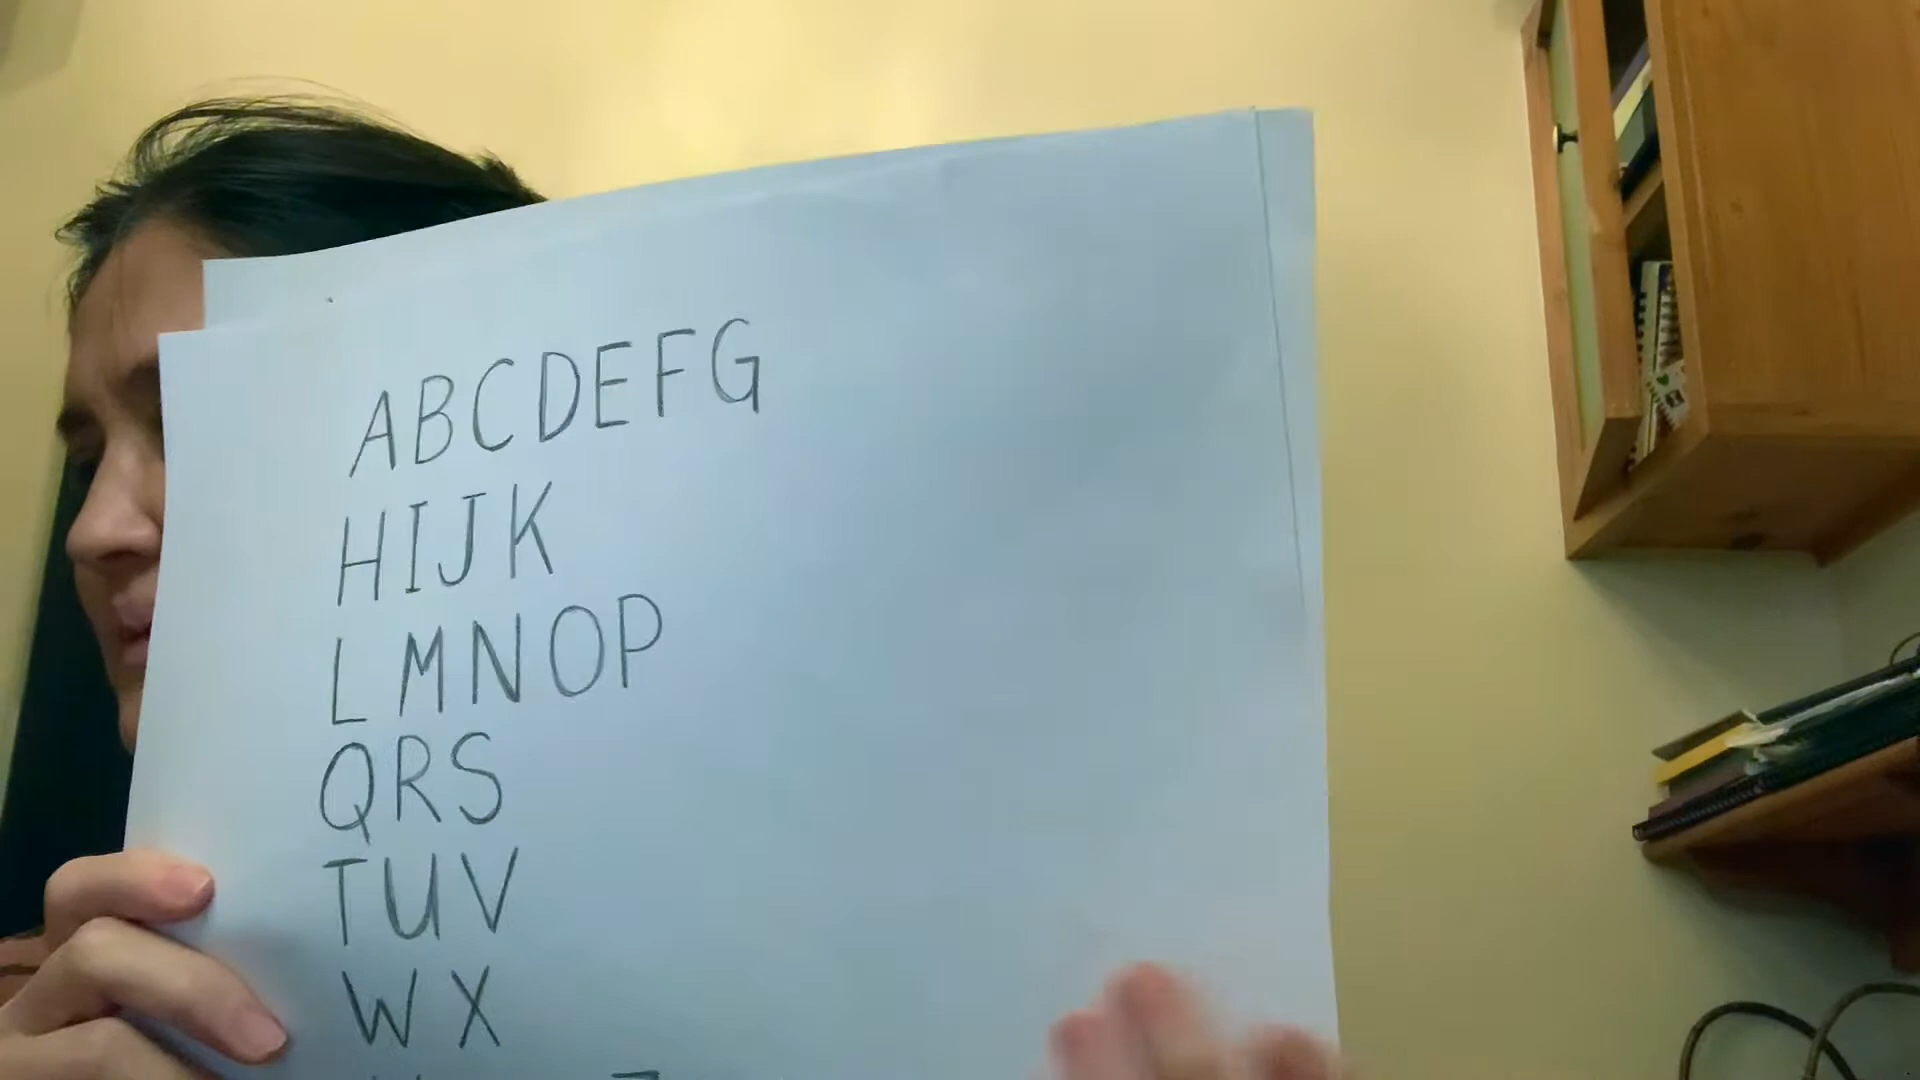 ABCDEFG
HIJK
LMNOP
QRS
TUV
WX